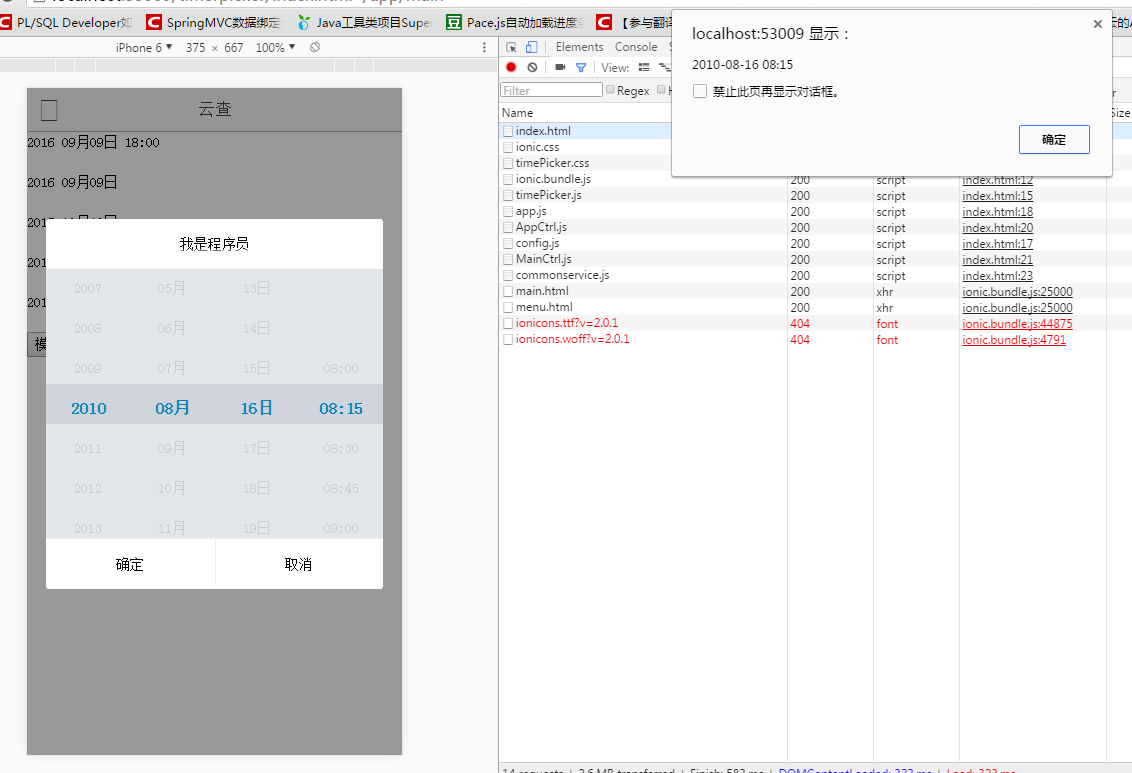 PL/SQL Developer如
SpringMVC数据绑定
Java工具类项目Super
Pace.js自动加载进度
【参与翻译
iPhone 6 ▼ 375 × 667 100% ▼
云查
2016 09月09日 18:00
2016 09月09日
我是程序员
2007 05月 13日
2008 06月 14日
2009 07月 15日 08:00
2010 08月 16日 08:15
2011 09月 17日 08:30
2012 10月 18日 08:45
2013 11月 19日 09:00
确定 取消
Elements Console
View:
Filter Regex
Name Size
index.html
ionic.css
timePicker.css
ionic.bundle.js 200 script index.html:12
timePicker.js 200 script index.html:15
app.js 200 script index.html:18
AppCtrl.js 200 script index.html:20
config.js 200 script index.html:17
MainCtrl.js 200 script index.html:21
commonservice.js 200 script index.html:23
main.html 200 xhr ionic.bundle.js:25000
menu.html 200 xhr ionic.bundle.js:25000
ionicons.ttf?v=2.0.1 404 font ionic.bundle.js:44875
ionicons.woff?v=2.0.1 404 font ionic.bundle.js:4791
localhost:53009 显示：
2010-08-16 08:15
禁止此页再显示对话框。
确定
14 requests | 2.6 MB transferred | Finish: 583 ms | DOMContentLoaded: 323 ms | Load: 323 ms